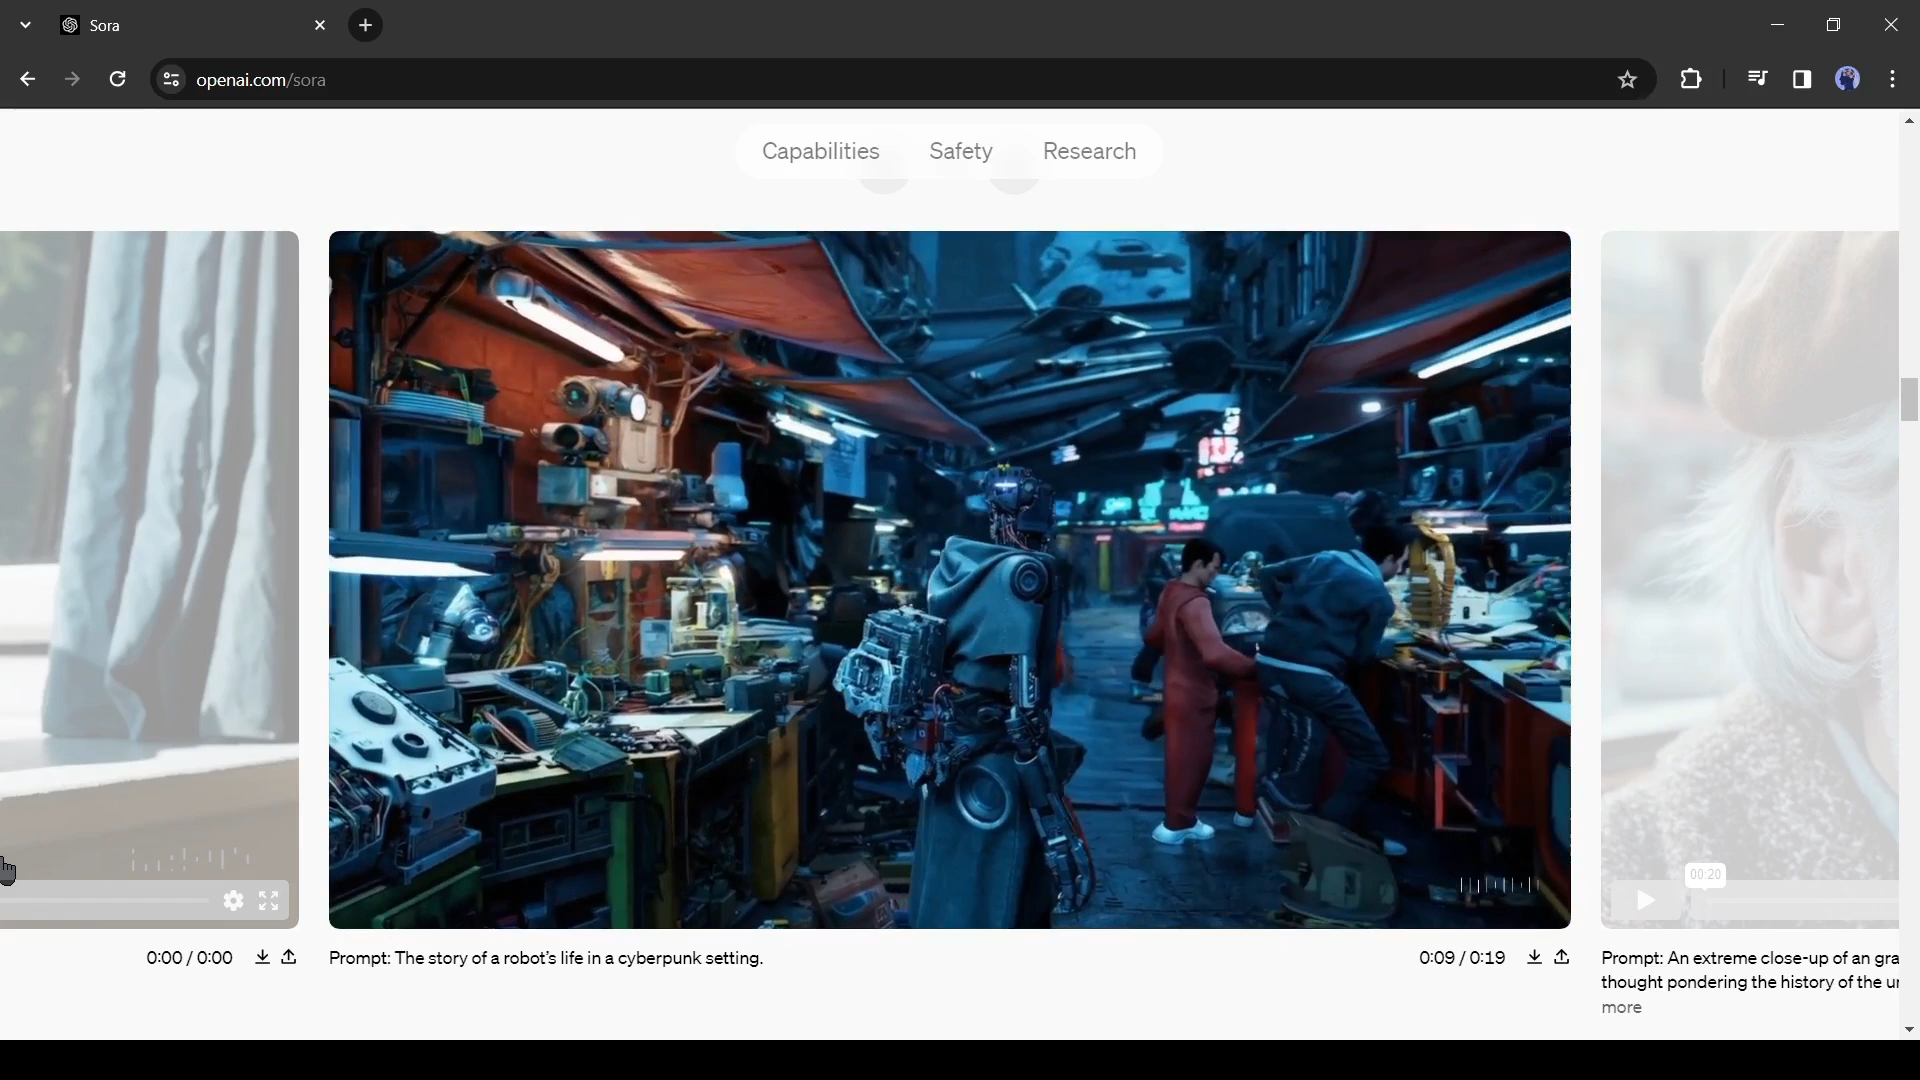 Sora
openai.com/sora
Capabilities Safety Research
00:20
0:00 / 0:00
Prompt: The story of a robot’s life in a cyberpunk setting.
0:09 / 0:19
Prompt: An extreme close-up of an gra
thought pondering the history of the
more